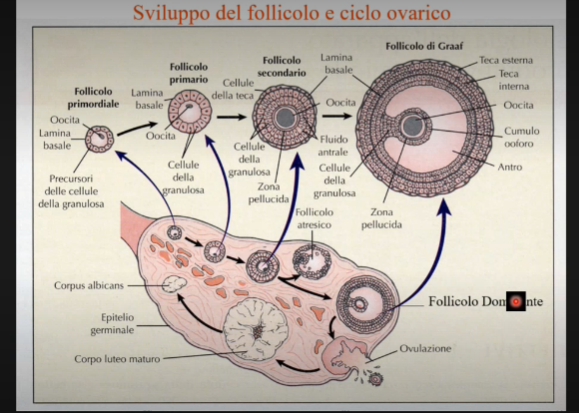 Sviluppo del follicolo e ciclo ovarico
Follicolo
primordiale
Oocita
Lamina
basale
Precursori
delle cellule
della granulosa
Follicolo
primario
Lamina
basale
Oocita
Cellule
della
granulosa
Follicolo
secondario
Cellule
della teca
Lamina
basale
Oocita
Fluido
antrale
Cellule
della
granulosa
Zona
pellucida
Follicolo di Graaf
Teca esterna
Teca
interna
Oocita
Cumulo
ooforo
Antro
Cellule
della
granulosa
Zona
pellucida
Follicolo
atresico
Corpus albicans
Epitelio
germinale
Corpo luteo maturo
Follicolo
Ovulazione